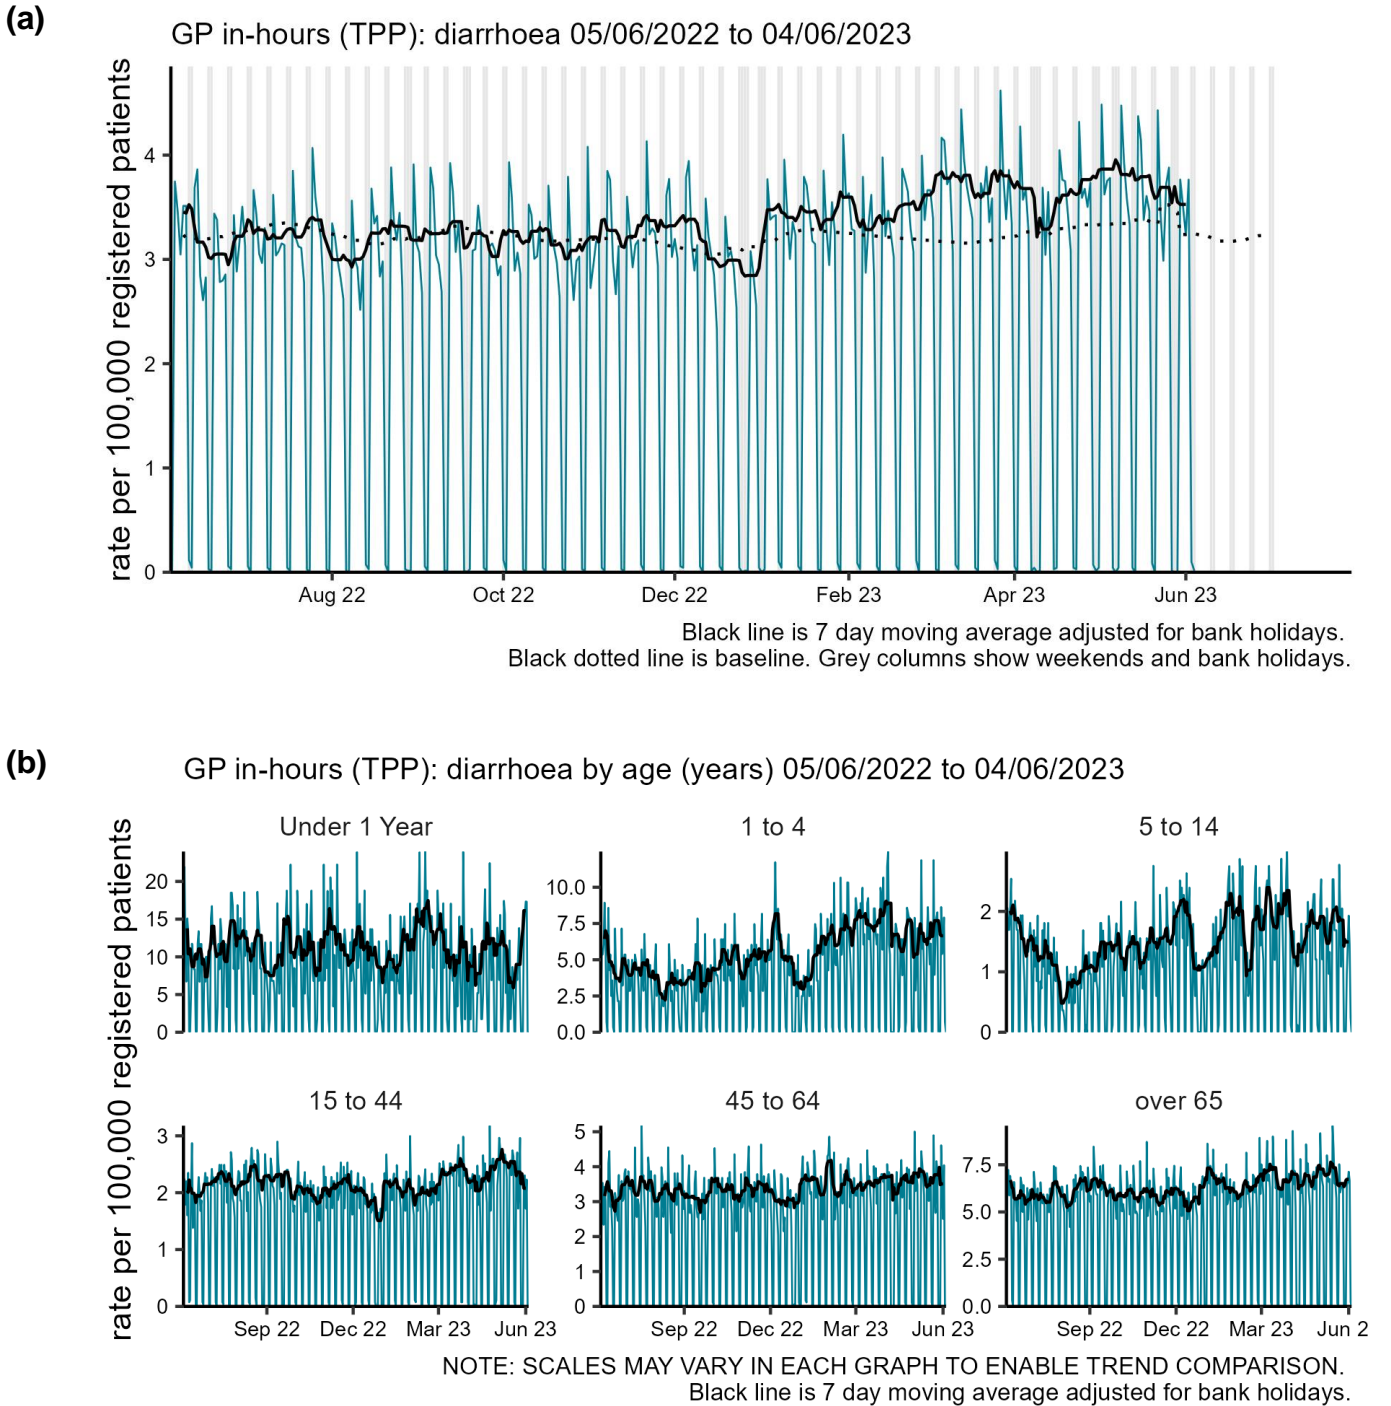 (a)
GP in-hours (TPP): diarrhoea 05/06/2022 to 04/06/2023
rate per 100,000 registered patients
4
3
2
1
0
Aug 22 Oct 22 Dec 22 Feb 23 Apr 23 Jun 23
Black line is 7 day moving average adjusted for bank holidays.
Black dotted line is baseline. Grey columns show weekends and bank holidays.
(b)
GP in-hours (TPP): diarrhoea by age (years) 05/06/2022 to 04/06/2023
rate per 100,000 registered patients
Under 1 Year
20
15
10
5
0
1 to 4
10.0
7.5
5.0
2.5
0.0
5 to 14
2
1
0
15 to 44
3
2
1
0
Sep 22 Dec 22 Mar 23 Jun 23
45 to 64
5
4
3
2
1
0
Sep 22 Dec 22 Mar 23 Jun 23
over 65
7.5
5.0
2.5
0.0
Sep 22 Dec 22 Mar 23 Jun 2
NOTE: SCALES MAY VARY IN EACH GRAPH TO ENABLE TREND COMPARISON.
Black line is 7 day moving average adjusted for bank holidays.